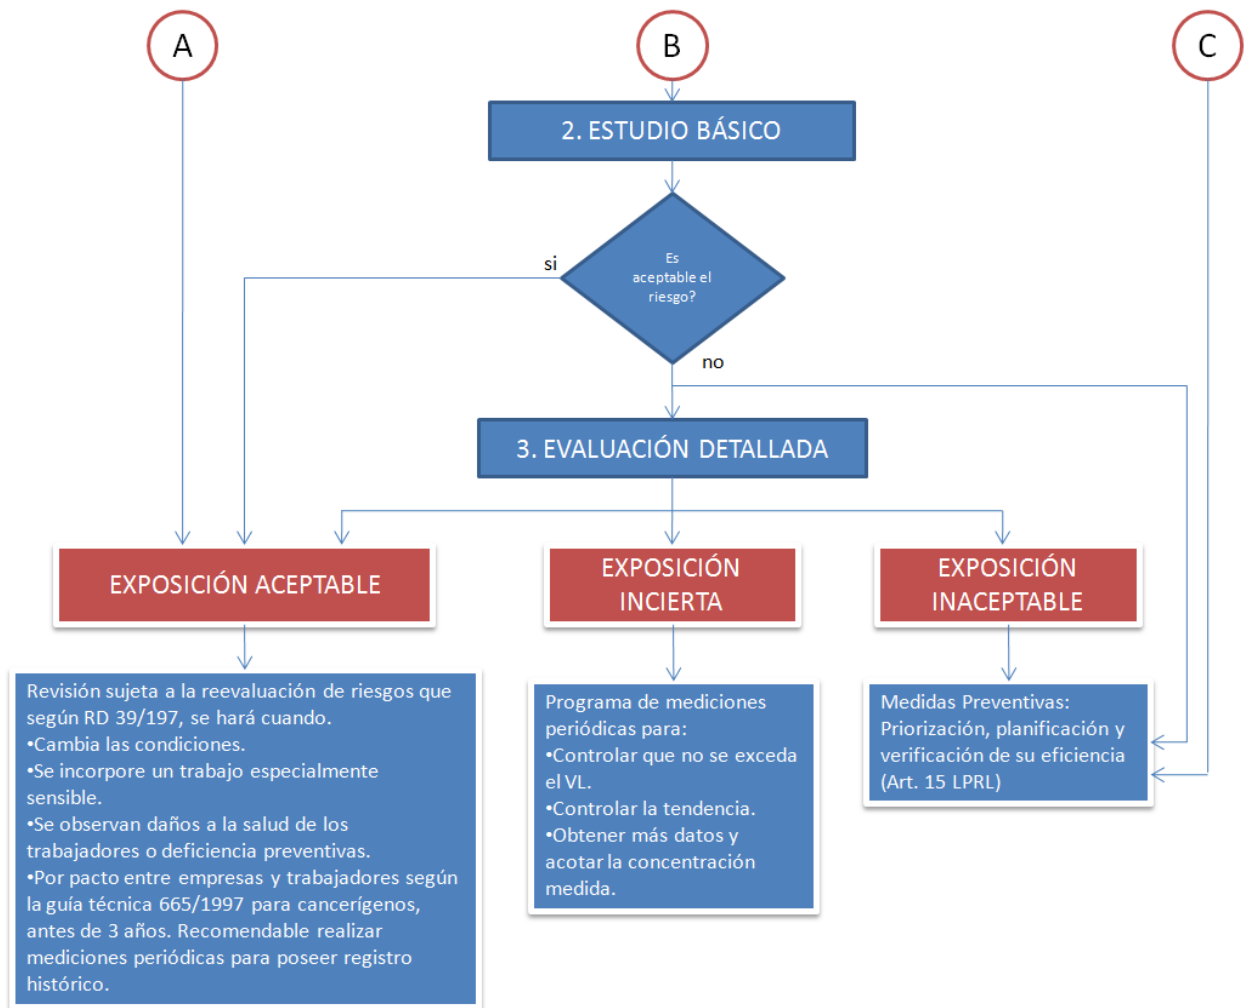 A
B
C
2. ESTUDIO BÁSICO
Es
aceptable el
riesgo?
si
no
3. EVALUACIÓN DETALLADA
EXPOSICIÓN ACEPTABLE
EXPOSICIÓN
INCIERTA
EXPOSICIÓN
INACEPTABLE
Revisión sujeta a la reevaluación de riesgos que
según RD 39/197, se hará cuando.
•Cambia las condiciones.
•Se incorpore un trabajo especialmente
sensible.
•Se observan daños a la salud de los
trabajadores o deficiencia preventivas.
•Por pacto entre empresas y trabajadores según
la guía técnica 665/1997 para cancerígenos,
antes de 3 años. Recomendable realizar
mediciones periódicas para poseer registro
histórico.
Programa de mediciones
periódicas para:
•Controlar que no se exceda
el VL.
•Controlar la tendencia.
•Obtener más datos y
acotar la concentración
medida.
Medidas Preventivas:
Priorización, planificación y
verificación de su eficiencia
(Art. 15 LPRL)